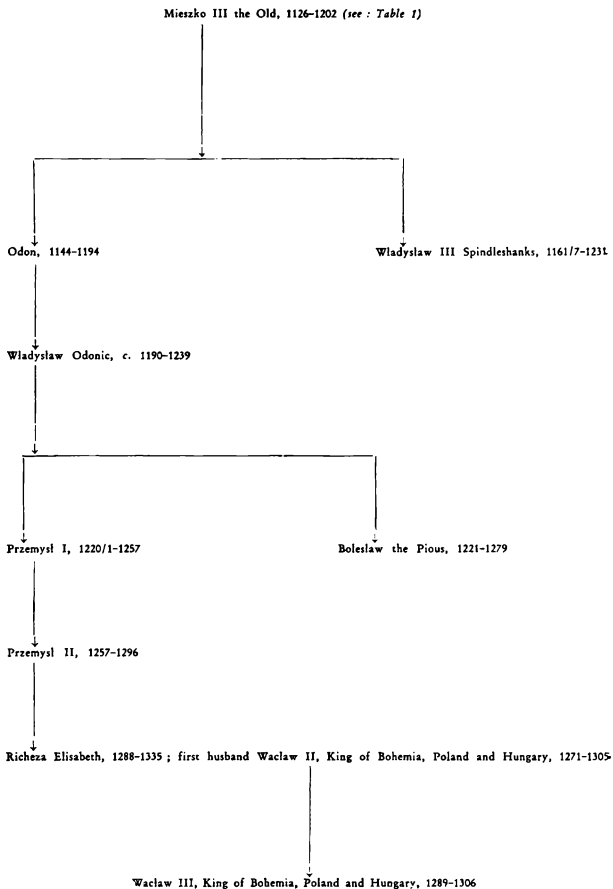 Mieszko III the Old, 1126–1202 (see : Table 1)
Odon, 1144–1194
Władysław III Spindleshanks, 1161/7–1231
Władysław Odonic, c. 1190–1239
Przemysł I, 1220/1–1257
Bolesław the Pious, 1221–1279
Przemysł II, 1257–1296
Richeza Elisabeth, 1288–1335 ; first husband Wacław II, King of Bohemia, Poland and Hungary, 1271–1305
Wacław III, King of Bohemia, Poland and Hungary, 1289–1306